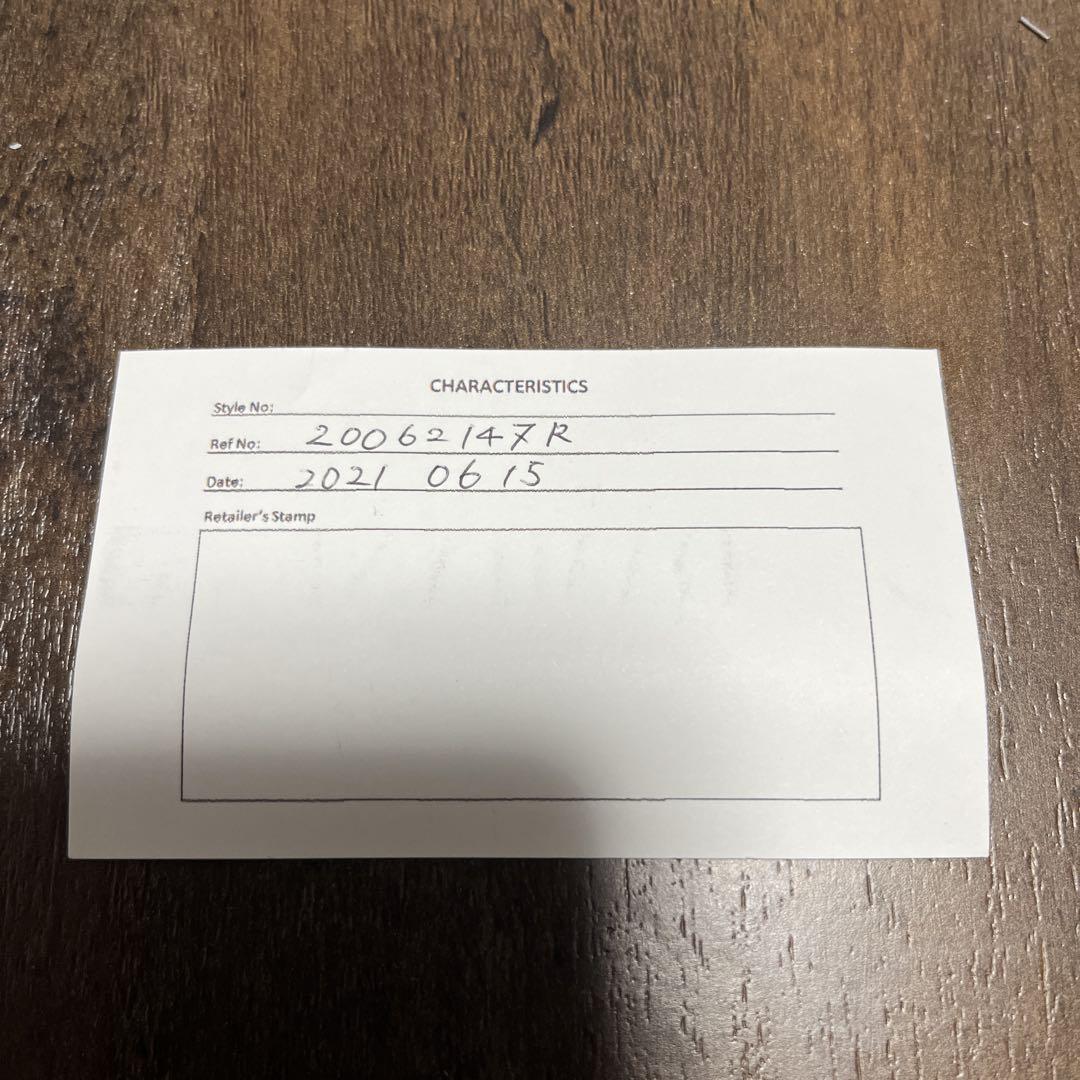 CHARACTERISTICS
Style No:
Ref No: 20062147R
Date: 2021 06 15
Retailer's Stamp